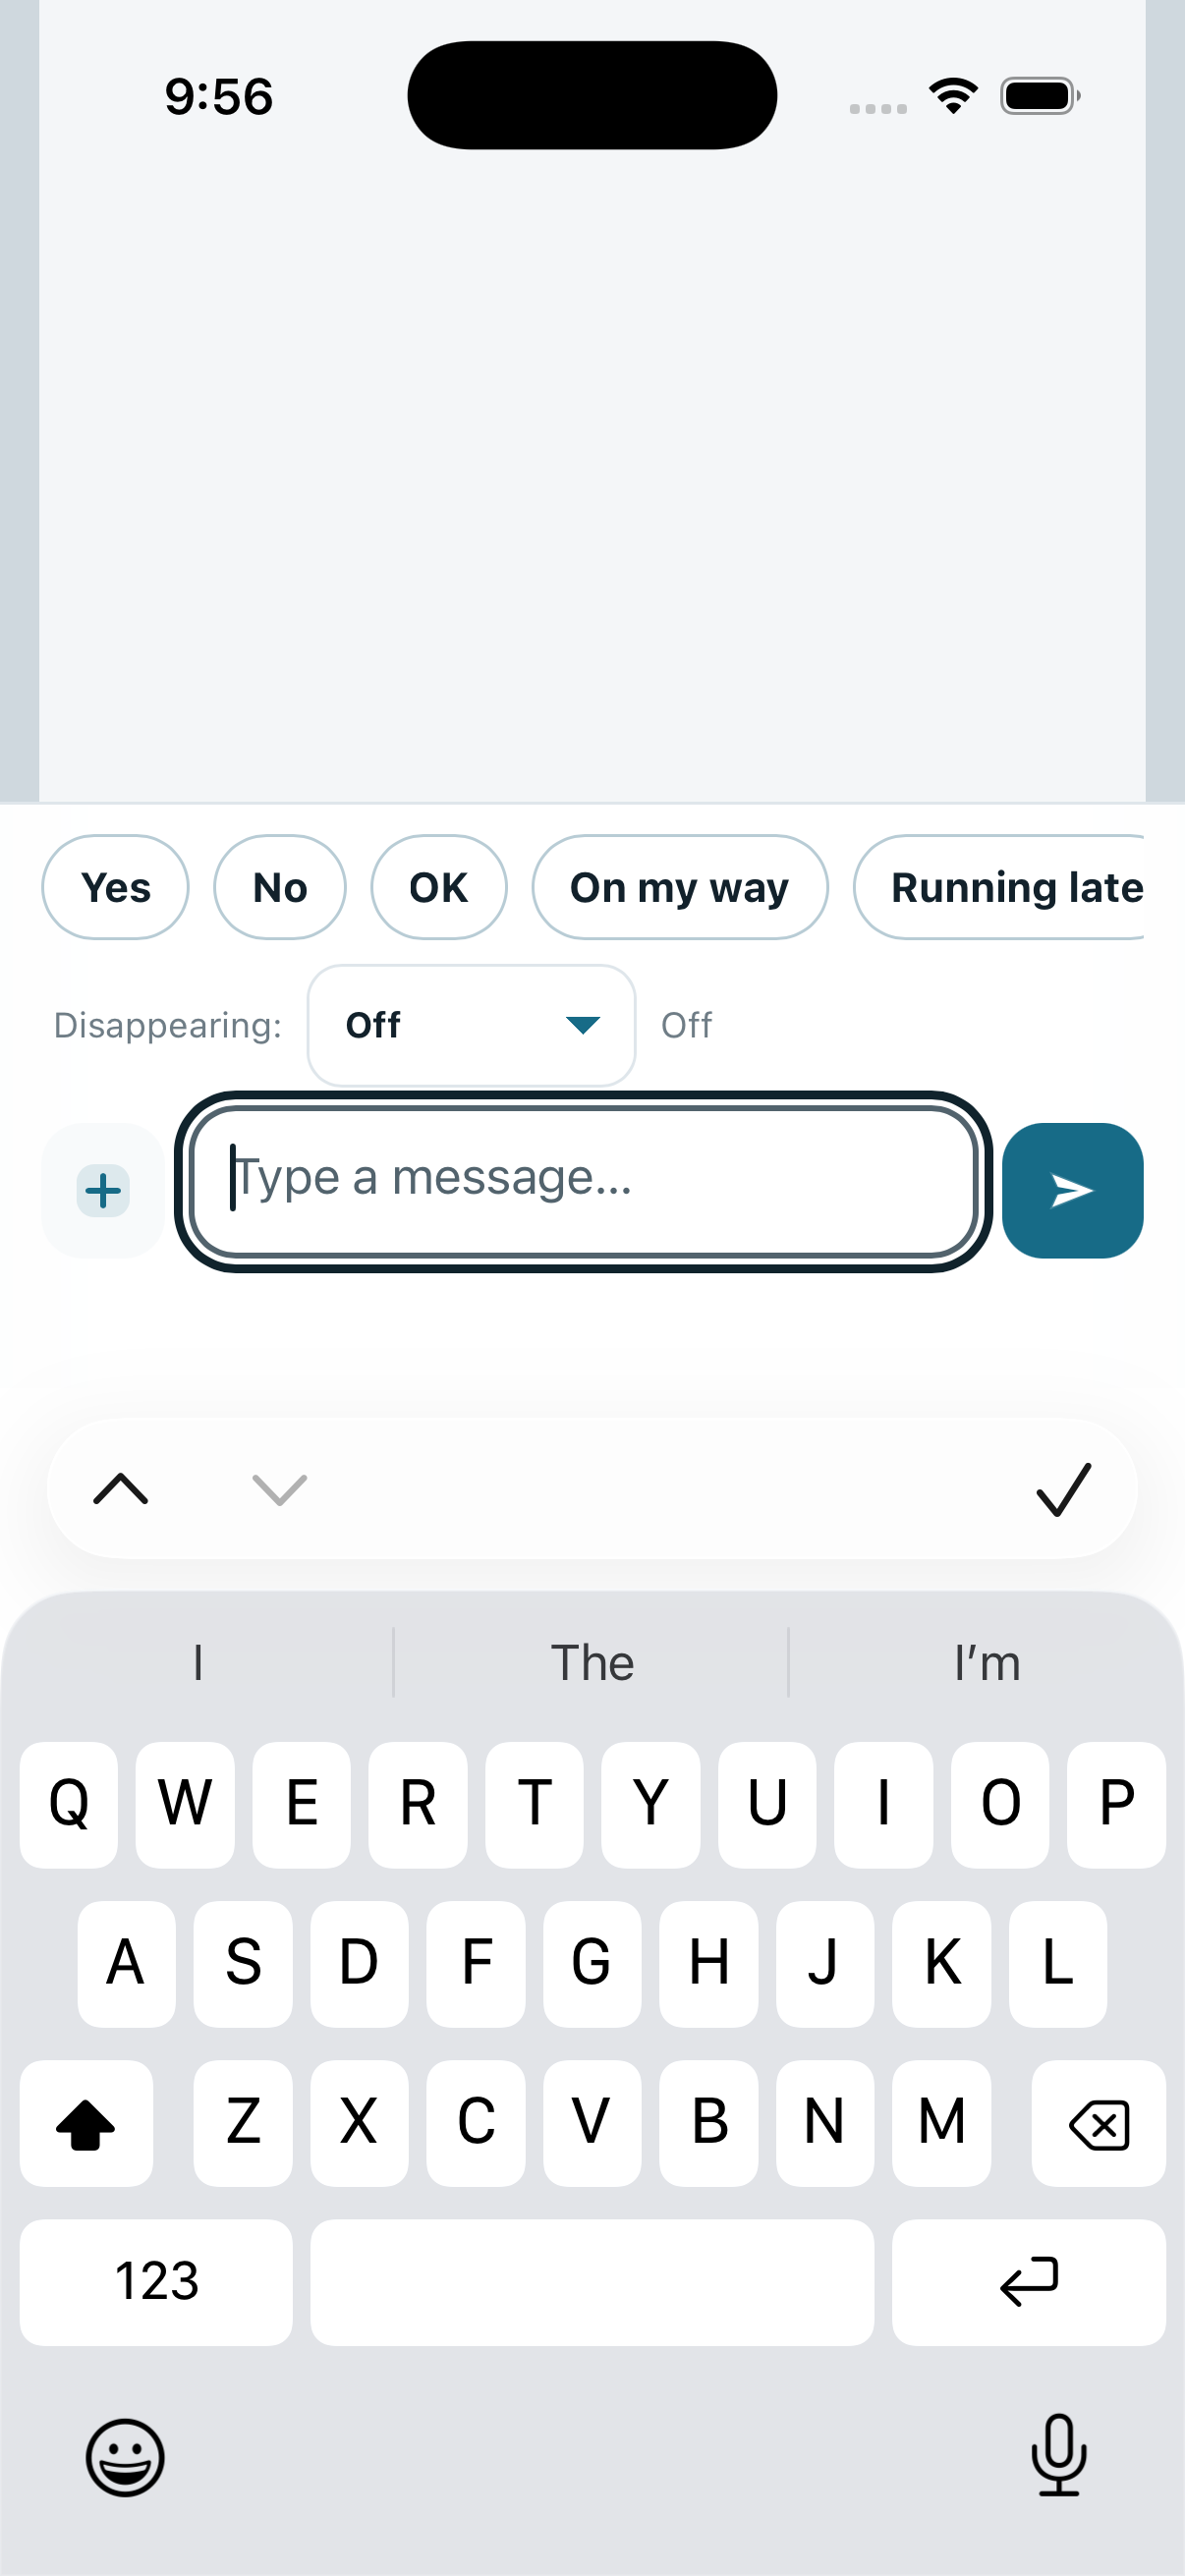 9:56
Yes No OK On my way Running late
Disappearing: Off Off
Type a message...
I The I’m
Q W E R T Y U I O P
A S D F G H J K L
Z X C V B N M
123